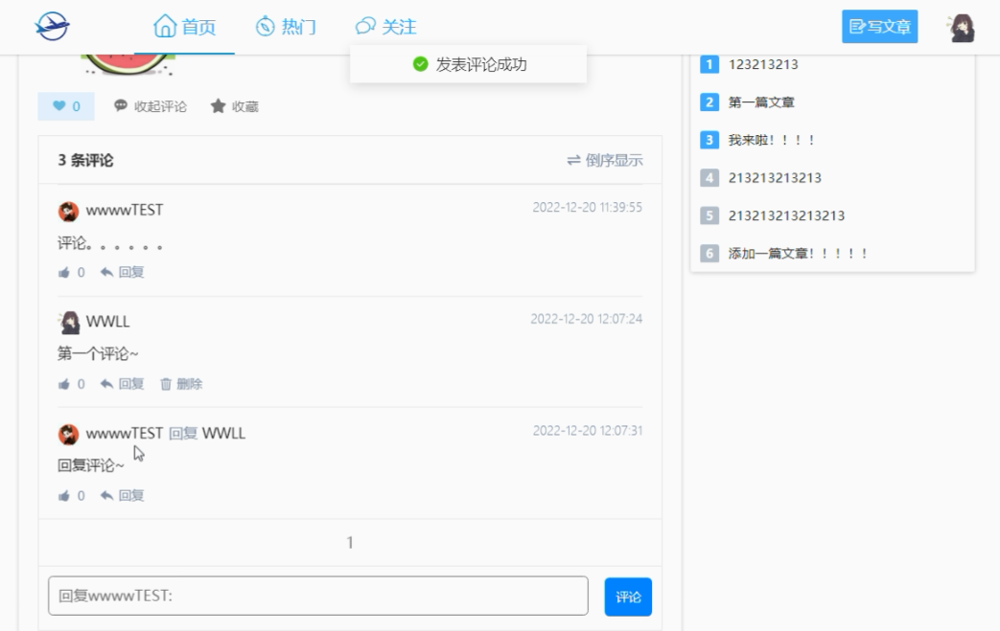 首页 热门 关注 写文章
发表评论成功
0 收起评论 收藏
3 条评论 倒序显示
wwwwTEST 2022-12-20 11:39:55
评论。。。。。。
0 回复
WWLL 2022-12-20 12:07:24
第一个评论~
0 回复 删除
wwwwTEST 回复 WWLL 2022-12-20 12:07:31
回复评论~
0 回复
1
回复wwwwTEST: 评论
1 123213213
2 第一篇文章
3 我来啦！！！！
4 213213213213
5 213213213213213
6 添加一篇文章！！！！！